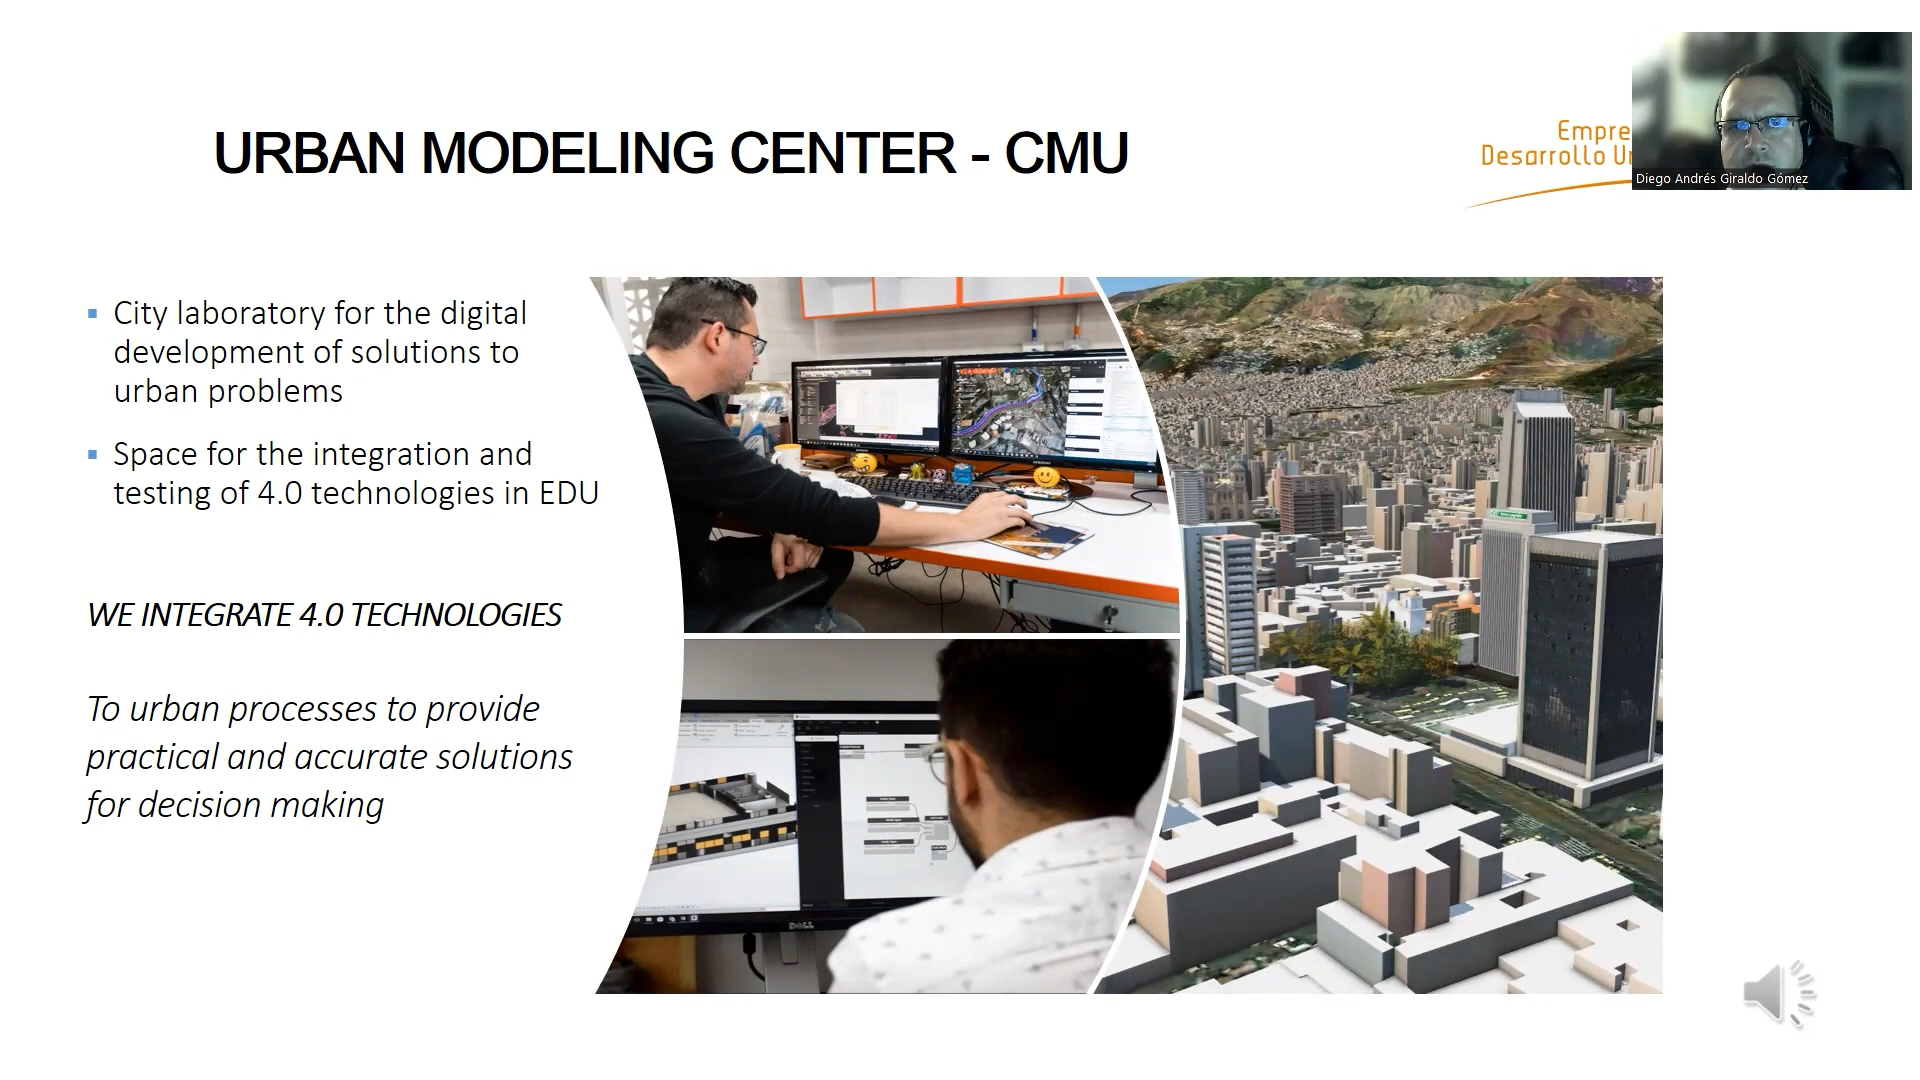 URBAN MODELING CENTER - CMU
Empre
Desarrollo Ur
Diego Andrés Giraldo Gómez
City laboratory for the digital
development of solutions to
urban problems
Space for the integration and
testing of 4.0 technologies in EDU
WE INTEGRATE 4.0 TECHNOLOGIES
To urban processes to provide
practical and accurate solutions
for decision making
DELL